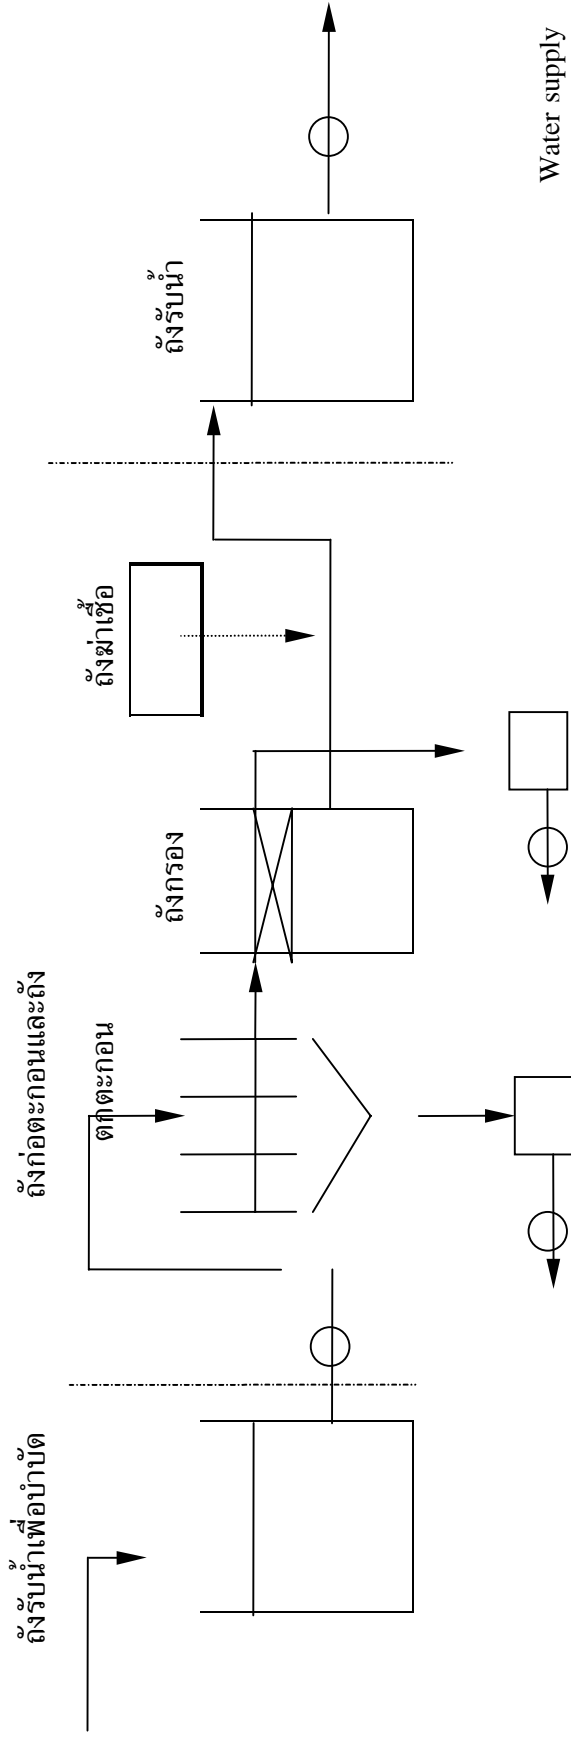 ถังรับน้ำเพื่อบำบัด
ถังก่อตะกอนและถัง
ตกตะกอน
ถังกรอง
ถังฆ่าเชื้อ
ถังรับน้ำ
Water supply